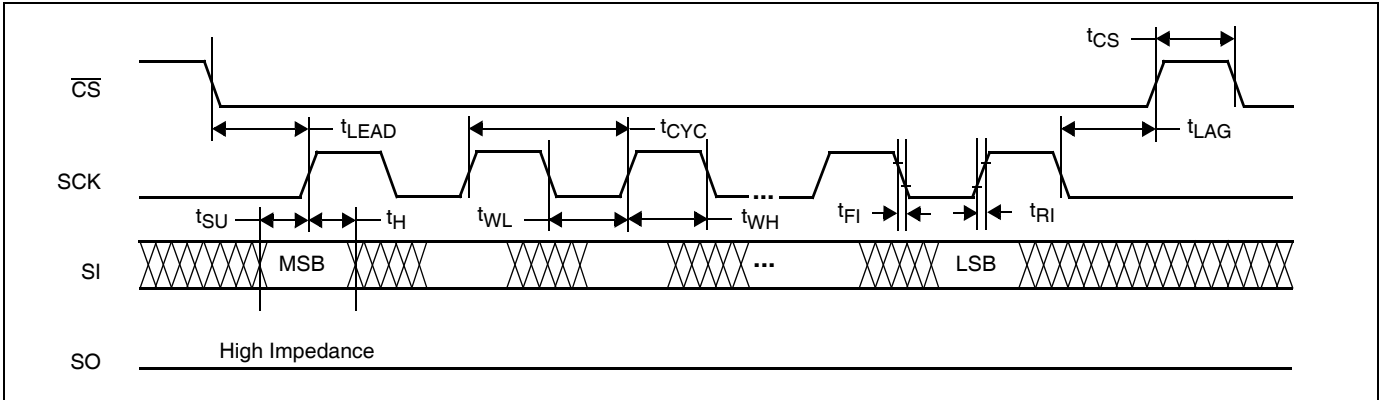 tCS
CS
tLEAD
tCYC
tLAG
SCK
...
tSU
tH
tWL
tWH
tFI
tRI
SI
MSB
...
LSB
High Impedance
SO